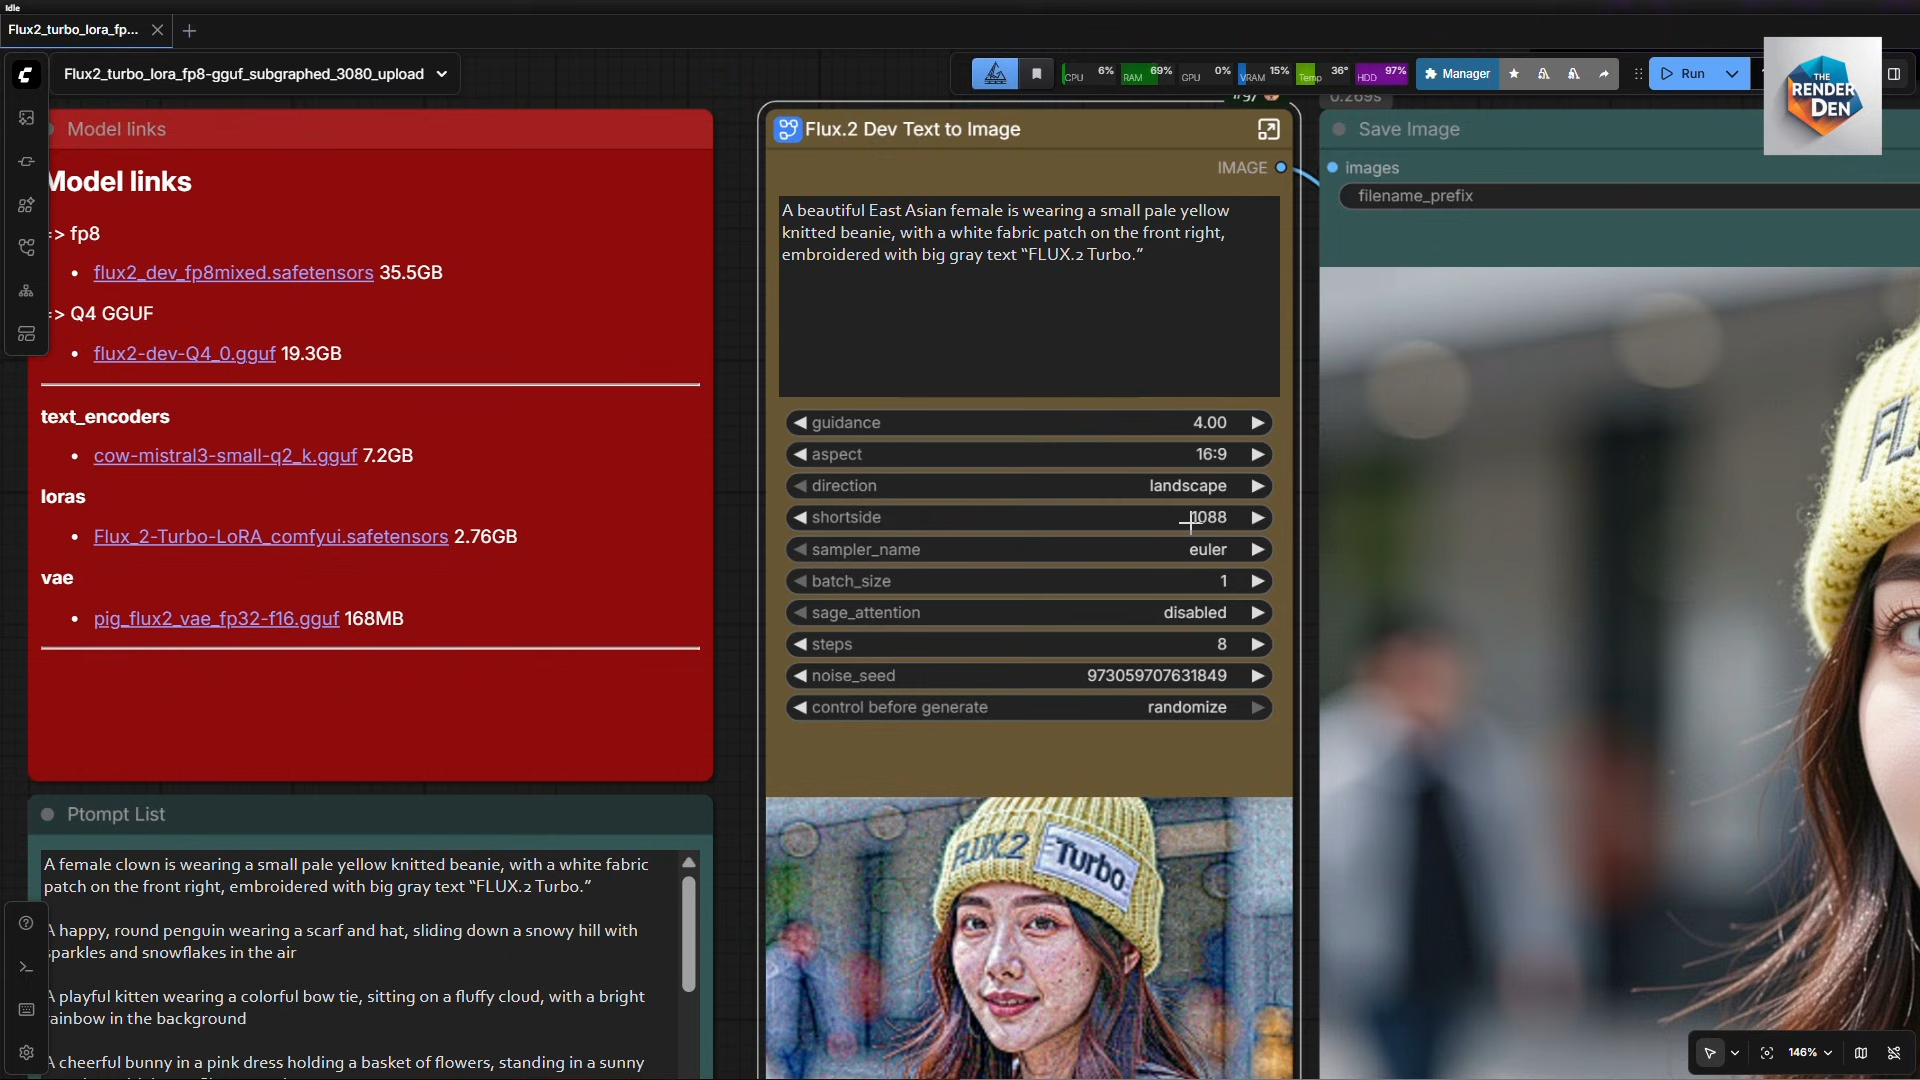 Idle
Flux2_turbo_lora_fp...
Flux2_turbo_lora_fp8-gguf_subgraphed_3080_upload
CPU 6%
RAM 69%
GPU 0%
VRAM 15%
Temp 36°
HDD 97%
Manager
Run
THE
RENDER
DEN
Model links
Model links
=> fp8
• flux2_dev_fp8mixed.safetensors 35.5GB
=> Q4 GGUF
• flux2-dev-Q4_0.gguf 19.3GB
text_encoders
• cow-mistral3-small-q2_k.gguf 7.2GB
loras
• Flux_2-Turbo-LoRA_comfyui.safetensors 2.76GB
vae
• pig_flux2_vae_fp32-f16.gguf 168MB
Ptompt List
A female clown is wearing a small pale yellow knitted beanie, with a white fabric
patch on the front right, embroidered with big gray text “FLUX.2 Turbo.”
A happy, round penguin wearing a scarf and hat, sliding down a snowy hill with
sparkles and snowflakes in the air
A playful kitten wearing a colorful bow tie, sitting on a fluffy cloud, with a bright
rainbow in the background
A cheerful bunny in a pink dress holding a basket of flowers, standing in a sunny
#97
Flux.2 Dev Text to Image
IMAGE
A beautiful East Asian female is wearing a small pale yellow
knitted beanie, with a white fabric patch on the front right,
embroidered with big gray text “FLUX.2 Turbo.”
guidance 4.00
aspect 16:9
direction landscape
shortside 1088
sampler_name euler
batch_size 1
sage_attention disabled
steps 8
noise_seed 973059707631849
control before generate randomize
FLUX2 Turbo
0.269s
Save Image
images
filename_prefix
146%